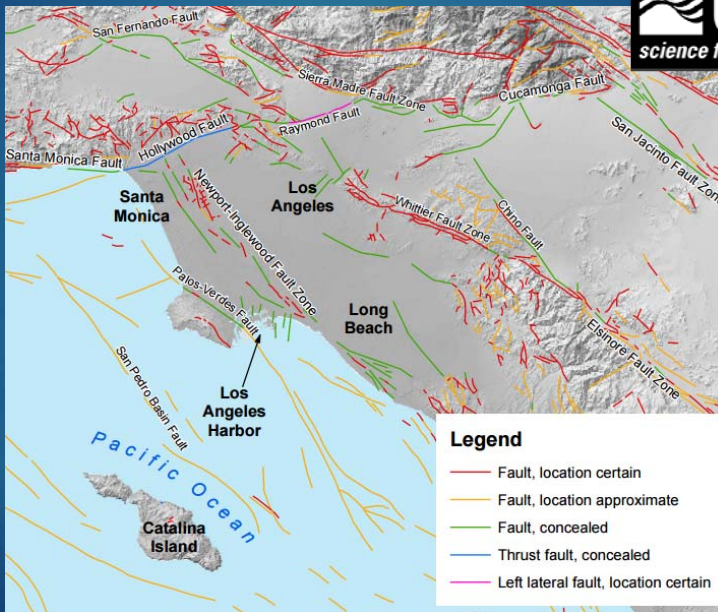 science f
San Fernando Fault
Sierra Madre Fault Zone
Cucamonga Fault
Raymond Fault
Hollywood Fault
San Jacinto Fault Zone
Santa Monica Fault
Santa
Monica
Los
Angeles
Newport-Inglewood Fault Zone
Whittier Fault Zone
Chino Fault
Palos-Verdes Fault
Long
Beach
Elsinore Fault Zone
San Pedro Basin Fault
Los
Angeles
Harbor
Pacific Ocean
Catalina
Island
Legend
Fault, location certain
Fault, location approximate
Fault, concealed
Thrust fault, concealed
Left lateral fault, location certain